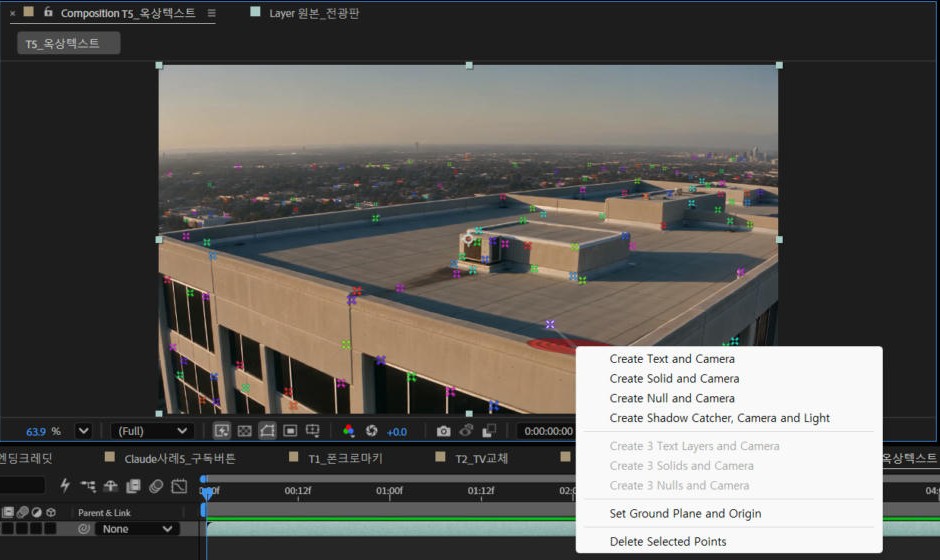 Composition T5_옥상텍스트
Layer 원본_전광판
T5_옥상텍스트
63.9 %
(Full)
+0.0
0:00:00:00
Create Text and Camera
Create Solid and Camera
Create Null and Camera
Create Shadow Catcher, Camera and Light
Create 3 Text Layers and Camera
Create 3 Solids and Camera
Create 3 Nulls and Camera
Set Ground Plane and Origin
Delete Selected Points
엔딩크레딧
Claude사례5_구독버튼
T1_폰크로마키
T2_TV교체
옥상텍스트
00:12f
01:00f
01:12f
Parent & Link
None